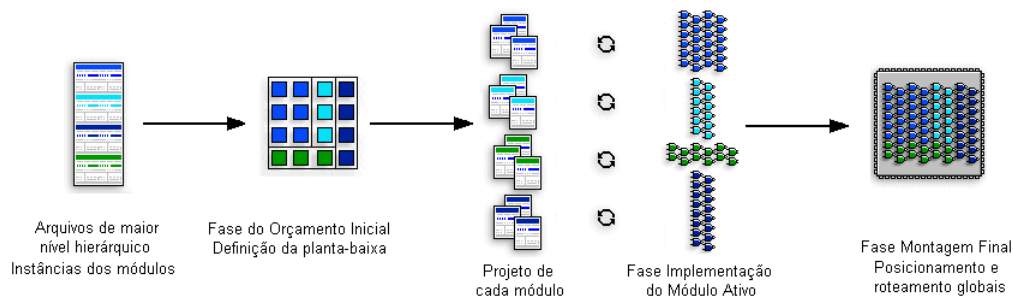 Arquivos de maior
nível hierárquico
Instâncias dos módulos
Fase do Orçamento Inicial
Definição da planta-baixa
Projeto de
cada módulo
Fase Implementação
do Módulo Ativo
Fase Montagem Final
Posicionamento e
roteamento globais